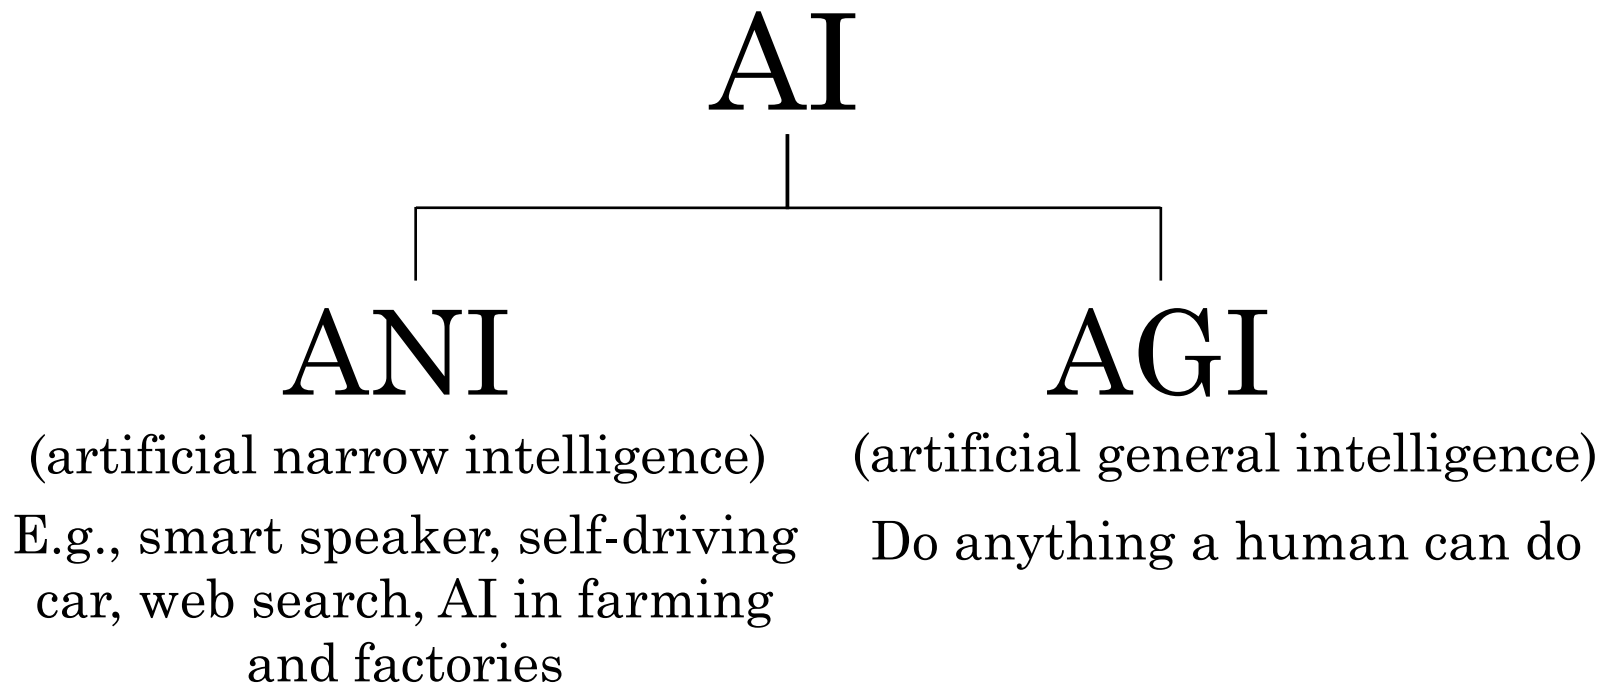 AI
ANI
(artificial narrow intelligence)
E.g., smart speaker, self-driving
car, web search, AI in farming
and factories
AGI
(artificial general intelligence)
Do anything a human can do